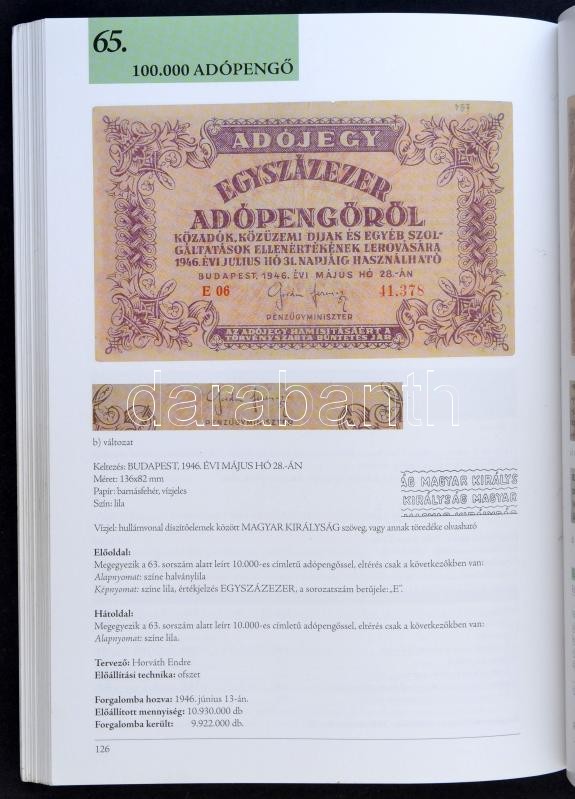 65.
100.000 ADÓPENGŐ
ADÓJEGY
EGYSZÁZEZER
ADÓPENGŐRŐL
KÖZADÓK, KÖZÜZEMI DIJAK ÉS EGYÉB SZOL-
GÁLTATÁSOK ELLENÉRTÉKÉNEK LEROVÁSÁRA
1946. ÉVI JULIUS HÓ 31. NAPJÁIG HASZNÁLHATÓ
BUDAPEST, 1946. ÉVI MÁJUS HÓ 28.-ÁN
E 06 41.378
PÉNZÜGYMINISZTER
AZ ADÓJEGY HAMISITÁSÁÉRT A
TÖRVÉNYSZABTA BÜNTETÉS JÁR
darabanth
PÉNZÜGYMINISZTER
b) változat
Keltezés: BUDAPEST, 1946. ÉVI MÁJUS HÓ 28.-ÁN
Méret: 136x82 mm
Papír: barnásfehér, vízjeles
Szín: lila
ÁG MAGYAR KIRÁLYS
KIRÁLYSÁG MAGYAR
Vízjel: hullámvonal díszítőelemek között MAGYAR KIRÁLYSÁG szöveg, vagy annak töredéke olvasható
Előoldal:
Megegyezik a 63. sorszám alatt leírt 10.000-es címletű adópengőssel, eltérés csak a következőkben van:
Alapnyomat: színe halványlila
Képnyomat: színe lila, értékjelzés EGYSZÁZEZER, a sorozatszám betűjele: „E".
Hátoldal:
Megegyezik a 63. sorszám alatt leírt 10.000-es címletű adópengőssel, eltérés csak a következőkben van:
Alapnyomat: színe lila.
Tervező: Horváth Endre
Előállítási technika: ofszet
Forgalomba hozva: 1946. június 13-án.
Előállított mennyiség: 10.930.000 db
Forgalomba került: 9.922.000 db.
126